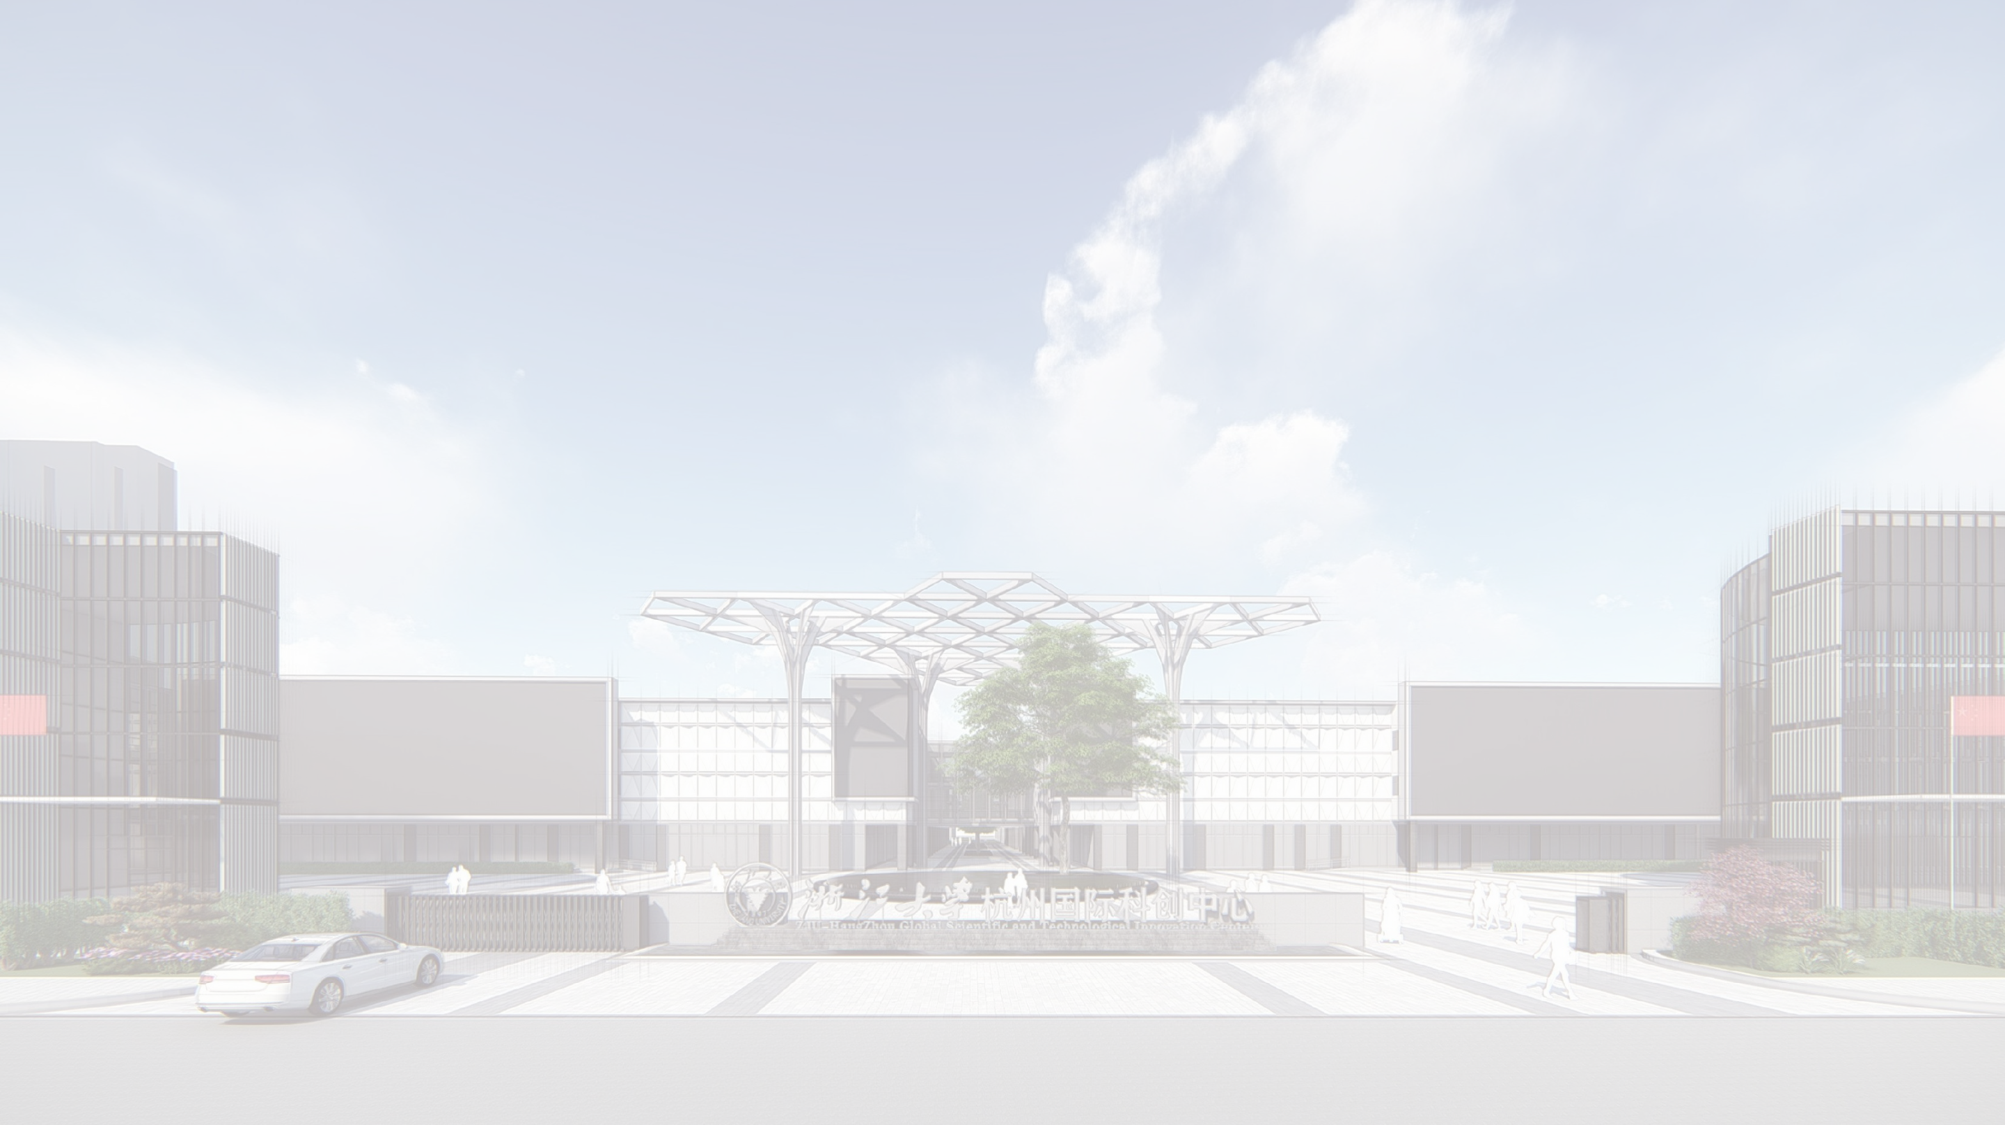 浙江大学杭州国际科创中心
ZJU-HangZhou Global Scientific and Technological Innovation Center